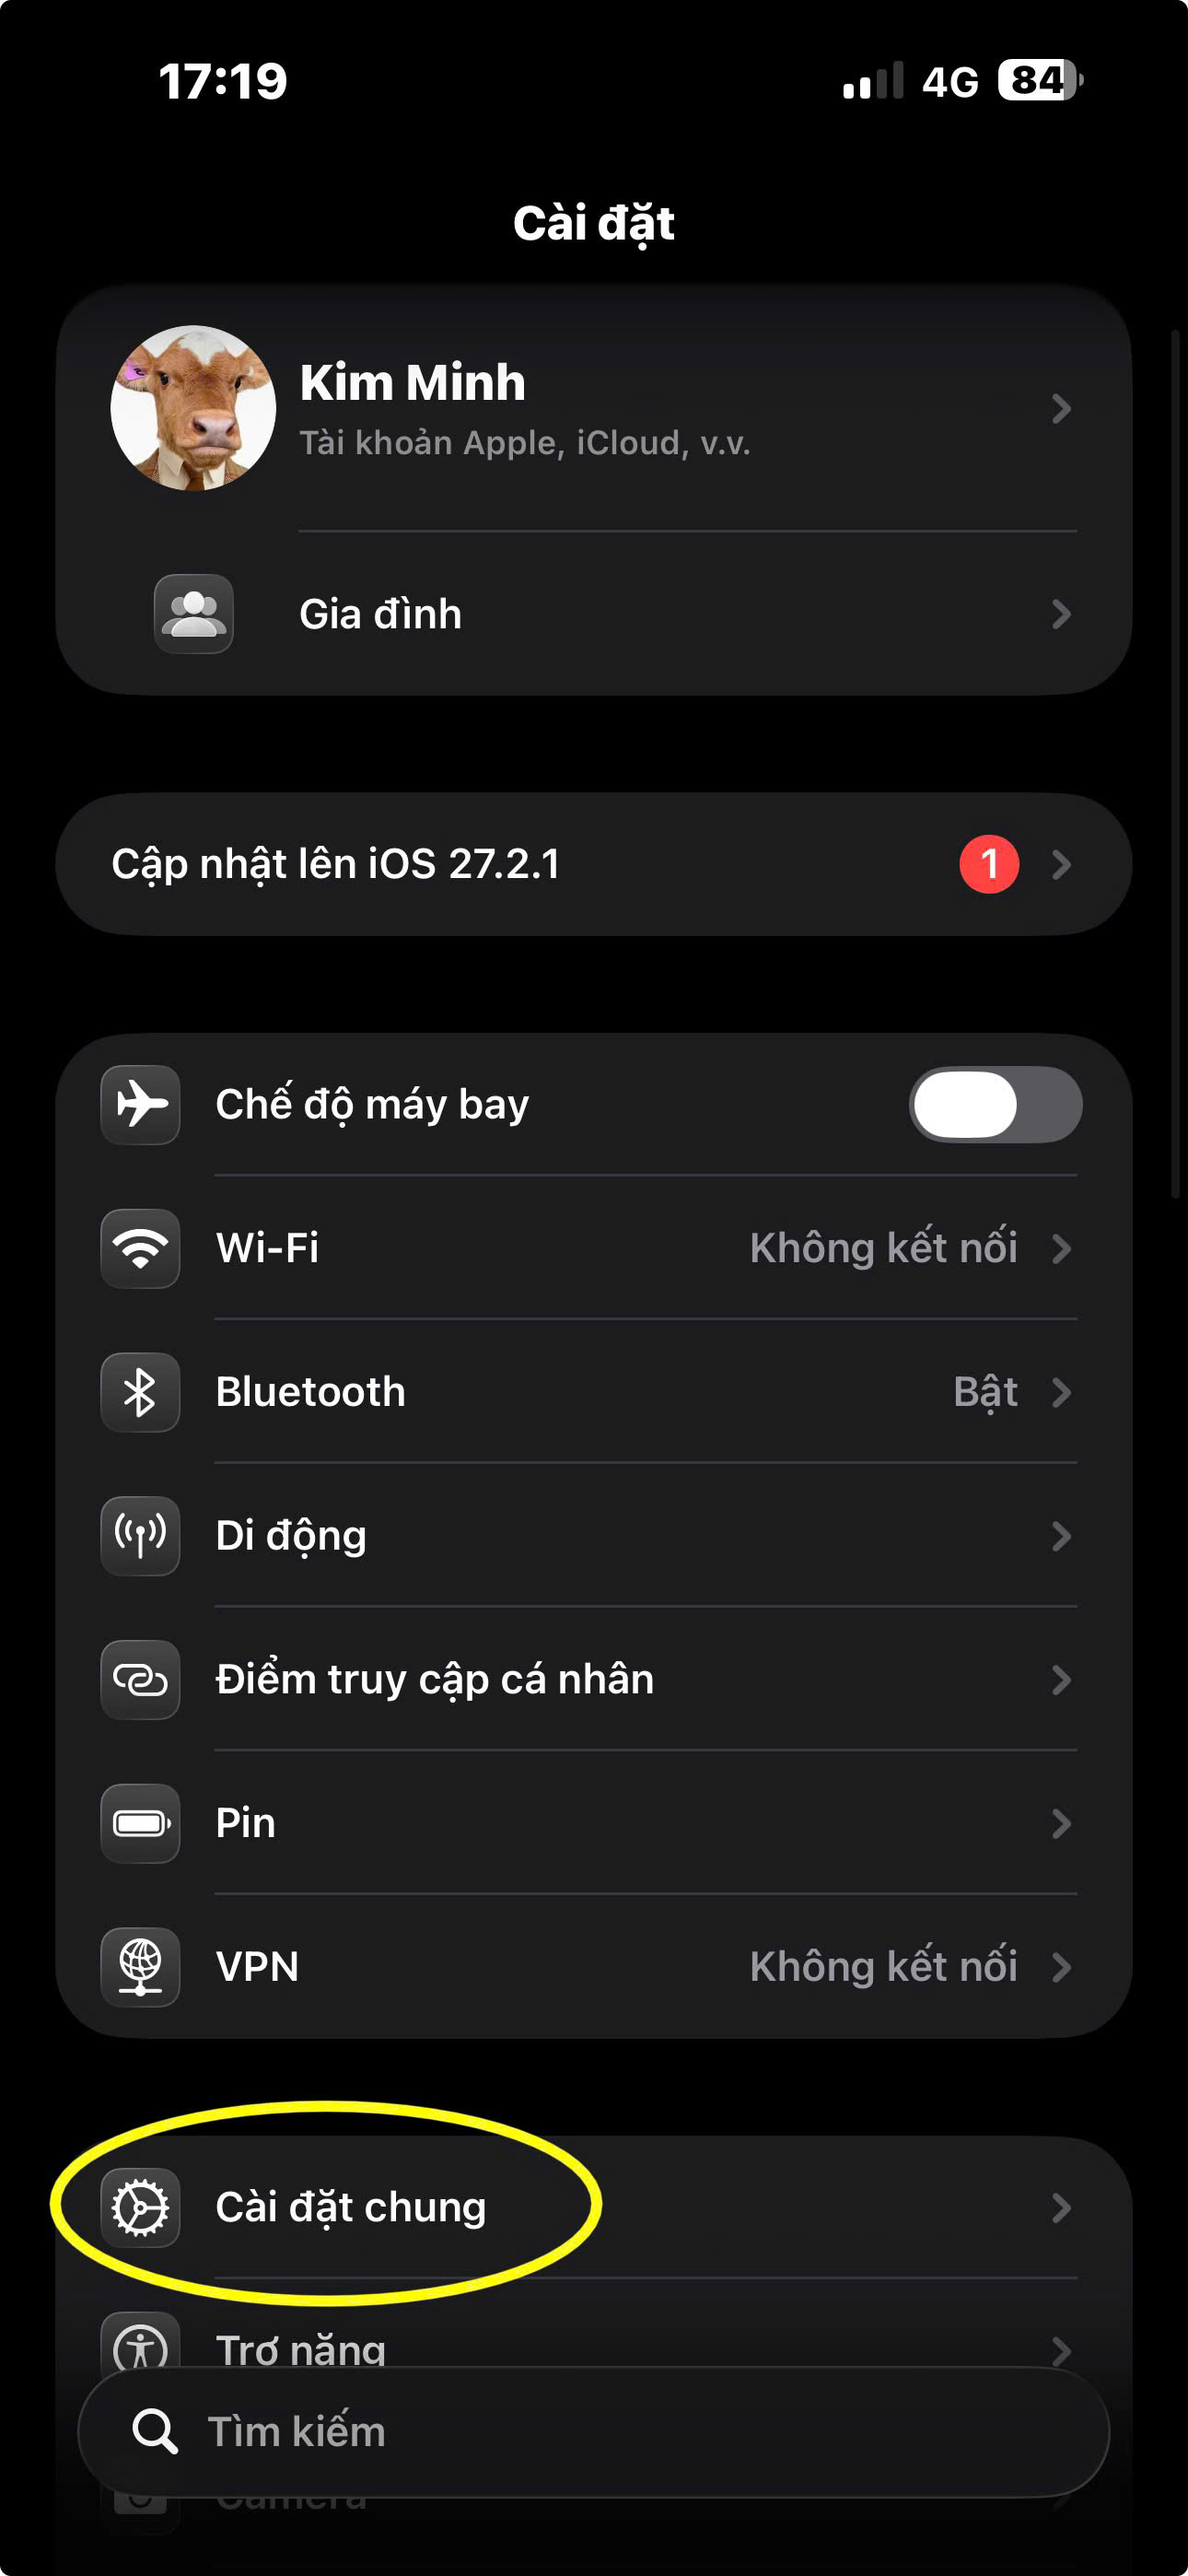 17:19
4G 84
Cài đặt
Kim Minh
Tài khoản Apple, iCloud, v.v.
Gia đình
Cập nhật lên iOS 27.2.1
1
Chế độ máy bay
Wi-Fi Không kết nối
Bluetooth Bật
Di động
Điểm truy cập cá nhân
Pin
VPN Không kết nối
Cài đặt chung
Trợ năng
Tìm kiếm
Camera